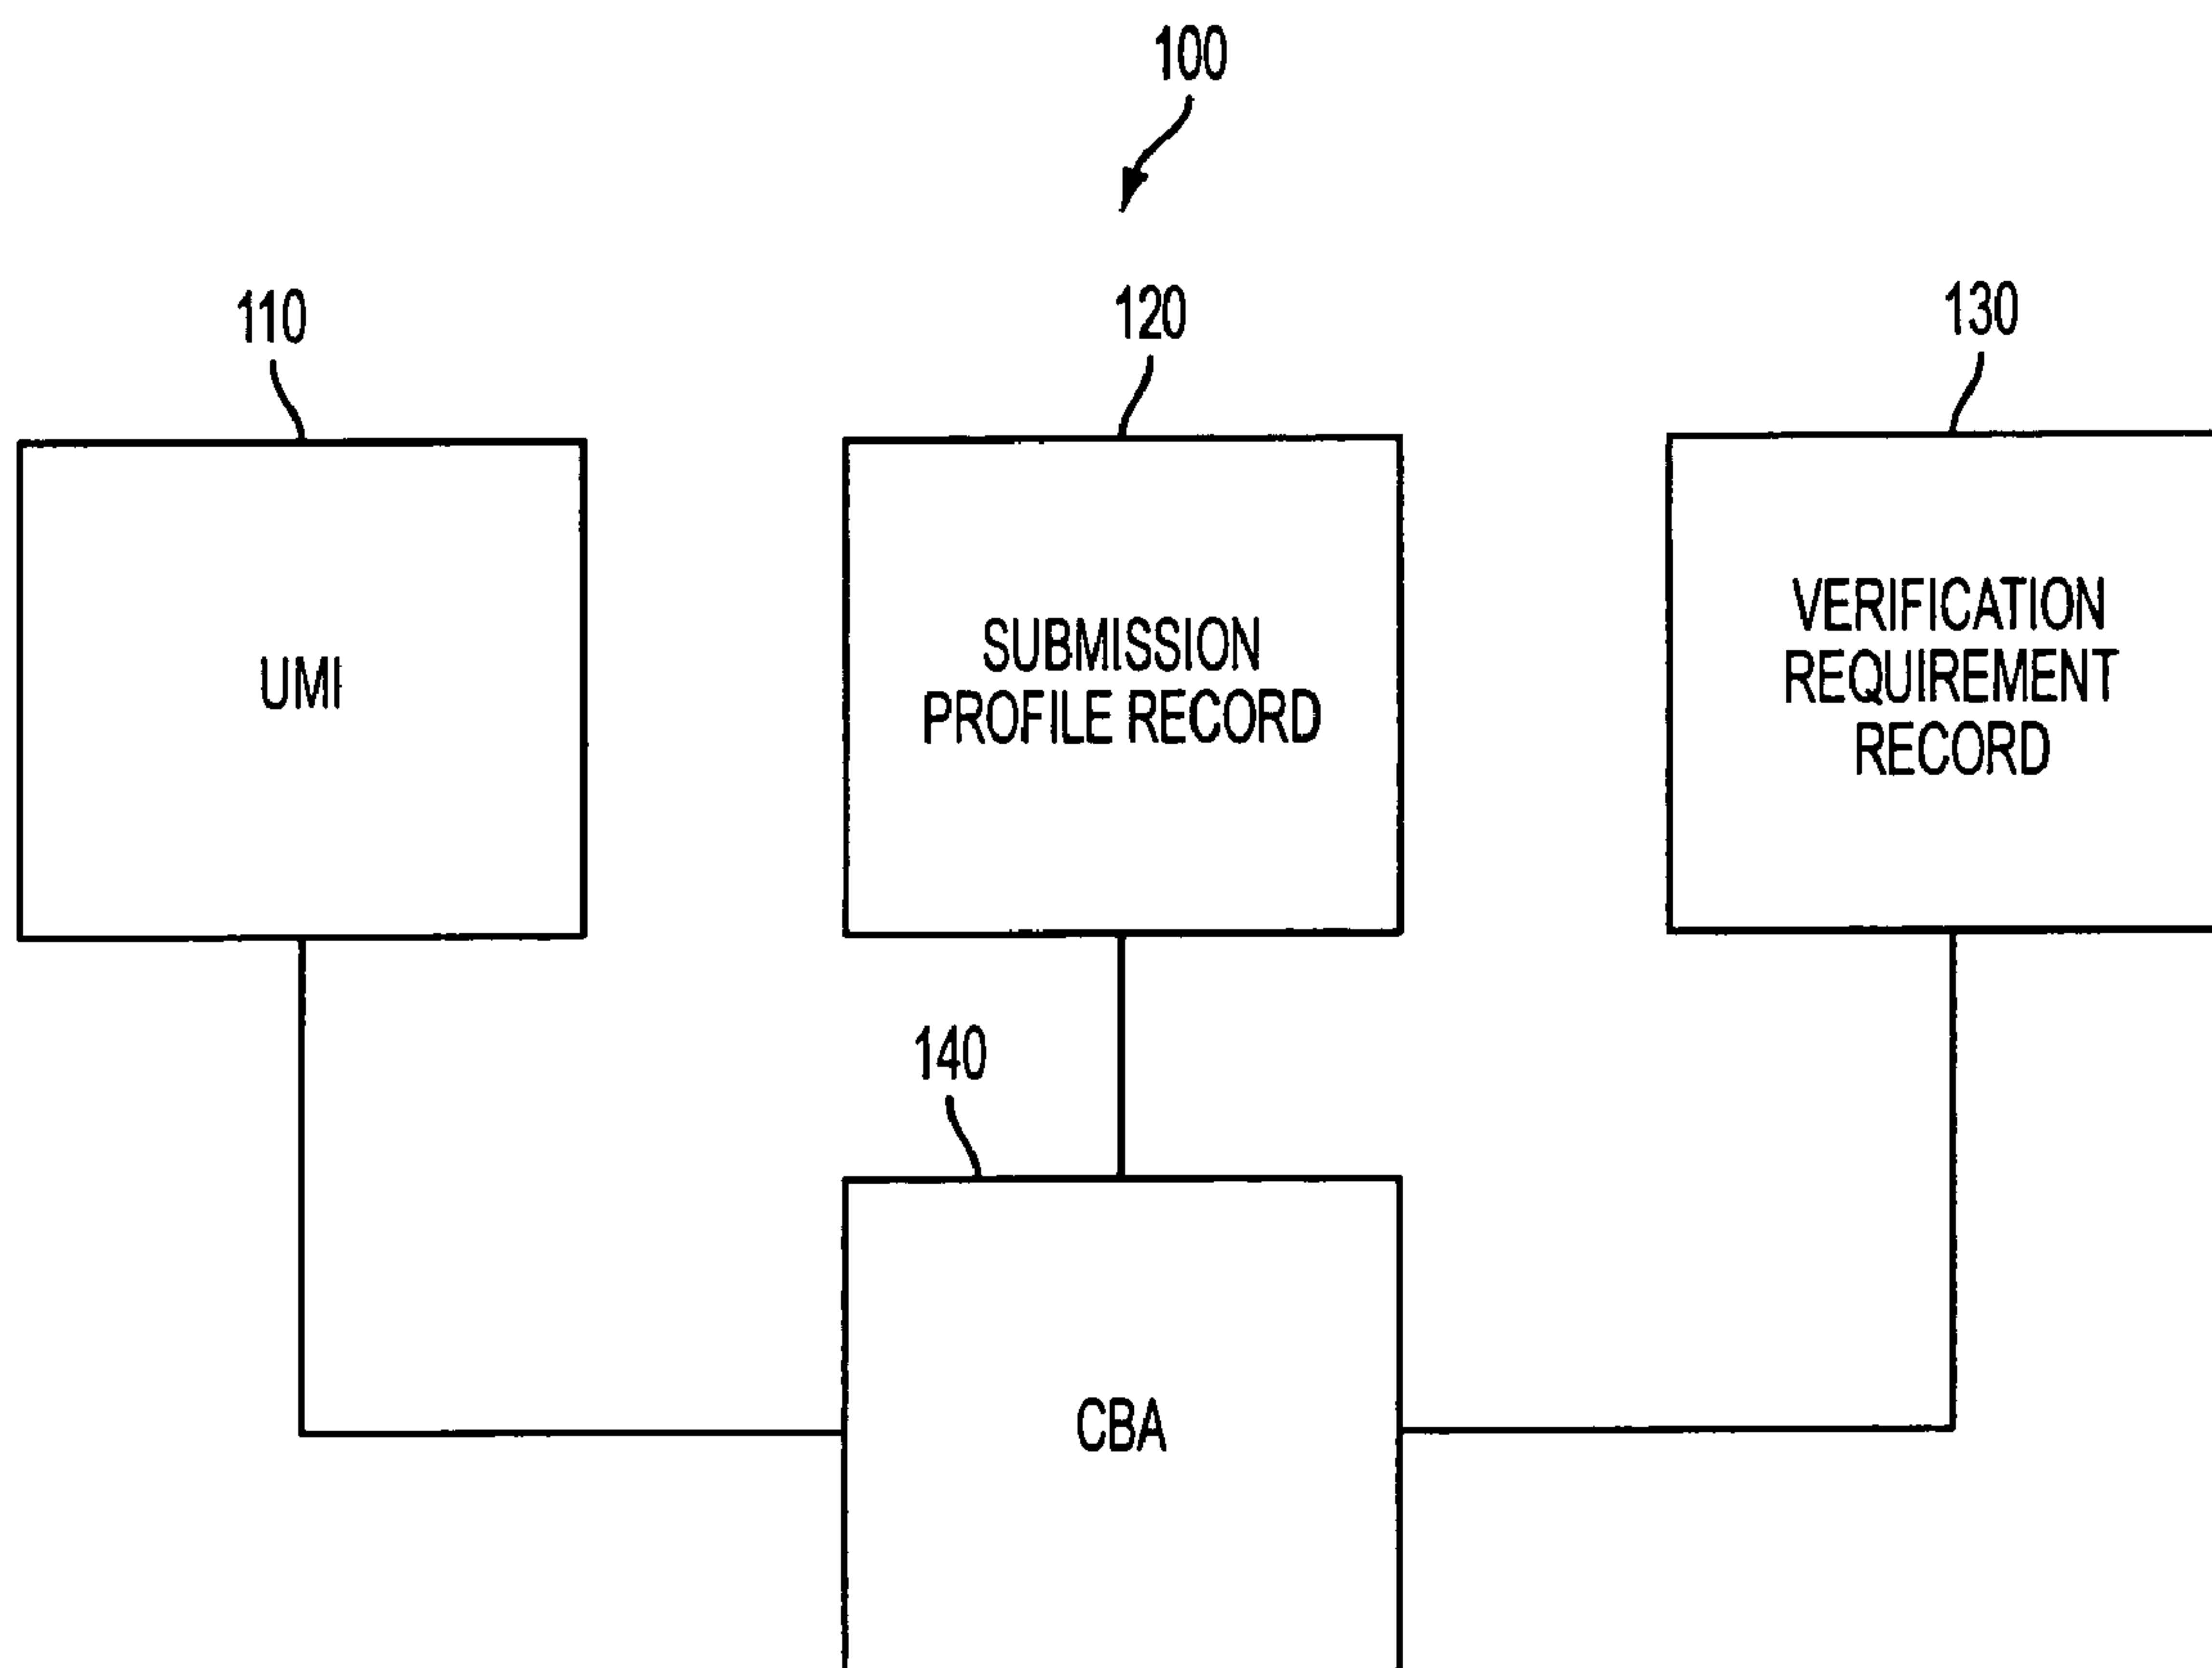 100
110
120
130
UMI
SUBMISSION
PROFILE RECORD
VERIFICATION
REQUIREMENT
RECORD
140
CBA